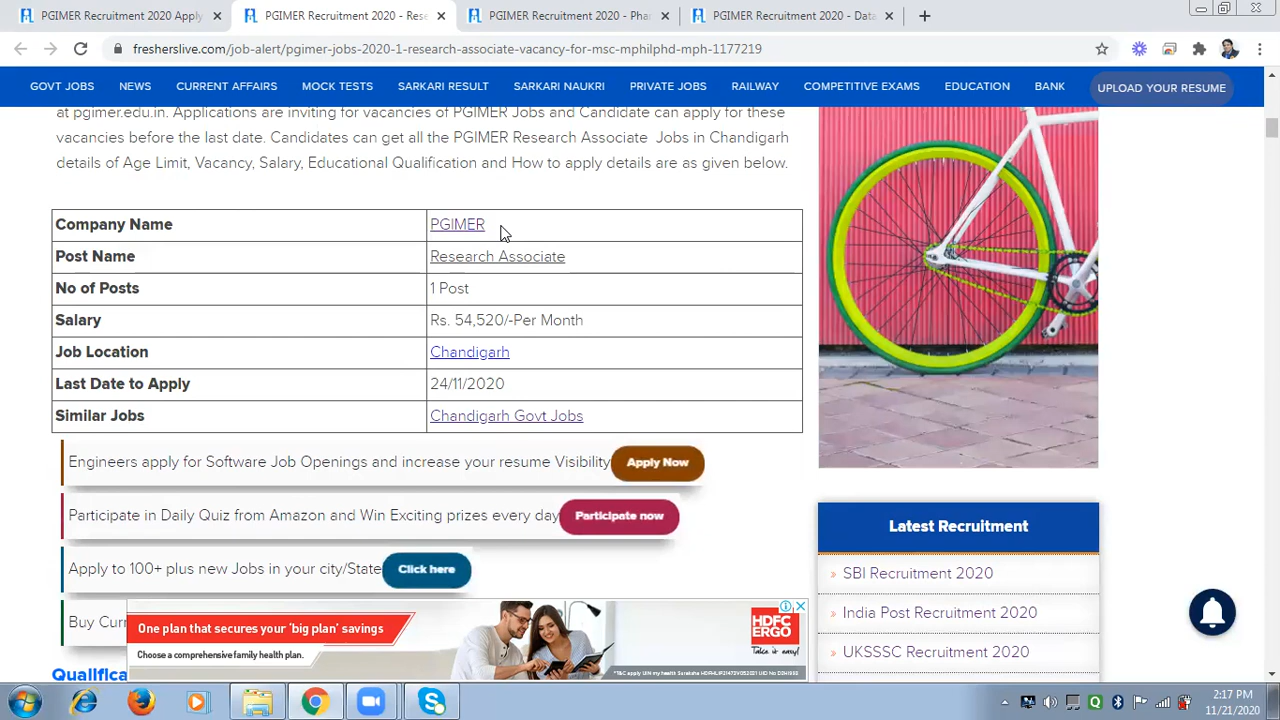 PGIMER Recruitment 2020 Apply
PGIMER Recruitment 2020 - Rese
PGIMER Recruitment 2020 - Pha
PGIMER Recruitment 2020 - Data
fresherslive.com/job-alert/pgimer-jobs-2020-1-research-associate-vacancy-for-msc-mphilphd-mph-1177219
GOVT JOBS NEWS CURRENT AFFAIRS MOCK TESTS SARKARI RESULT SARKARI NAUKRI PRIVATE JOBS RAILWAY COMPETITIVE EXAMS EDUCATION BANK UPLOAD YOUR RESUME
at pgimer.edu.in. Applications are inviting for vacancies of PGIMER Jobs and Candidate can apply for these
vacancies before the last date. Candidates can get all the PGIMER Research Associate Jobs in Chandigarh
details of Age Limit, Vacancy, Salary, Educational Qualification and How to apply details are as given below.
Company Name PGIMER
Post Name Research Associate
No of Posts 1 Post
Salary Rs. 54,520/-Per Month
Job Location Chandigarh
Last Date to Apply 24/11/2020
Similar Jobs Chandigarh Govt Jobs
Engineers apply for Software Job Openings and increase your resume Visibility Apply Now
Participate in Daily Quiz from Amazon and Win Exciting prizes every day Participate now
Apply to 100+ plus new Jobs in your city/State Click here
Buy Curr
One plan that secures your 'big plan' savings
Choose a comprehensive family health plan.
HDFC
ERGO
Take it easy!
Qualifica
Latest Recruitment
» SBI Recruitment 2020
» India Post Recruitment 2020
» UKSSSC Recruitment 2020
2:17 PM
11/21/2020